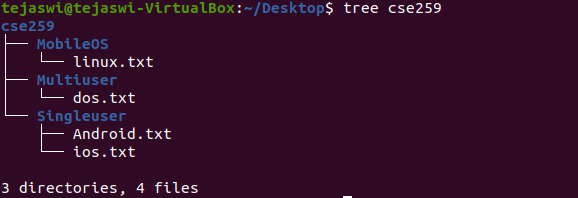 tejaswi@tejaswi-VirtualBox:~/Desktop$ tree cse259
cse259
├── MobileOS
│   └── linux.txt
├── Multiuser
│   └── dos.txt
└── Singleuser
    ├── Android.txt
    └── ios.txt
3 directories, 4 files